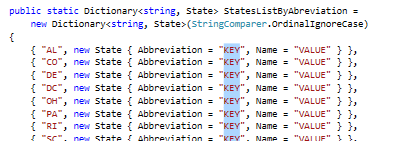 public static Dictionary<string, State> StatesListByAbreviation =
new Dictionary<string, State>(StringComparer.OrdinalIgnoreCase)
{
{ "AL", new State { Abbreviation = "KEY", Name = "VALUE" } },
{ "CO", new State { Abbreviation = "KEY", Name = "VALUE" } },
{ "DE", new State { Abbreviation = "KEY", Name = "VALUE" } },
{ "DC", new State { Abbreviation = "KEY", Name = "VALUE" } },
{ "OH", new State { Abbreviation = "KEY", Name = "VALUE" } },
{ "PA", new State { Abbreviation = "KEY", Name = "VALUE" } },
{ "RI", new State { Abbreviation = "KEY", Name = "VALUE" } },
{ "SC", new State { Abbreviation = "KEY", Name = "VALUE" } },